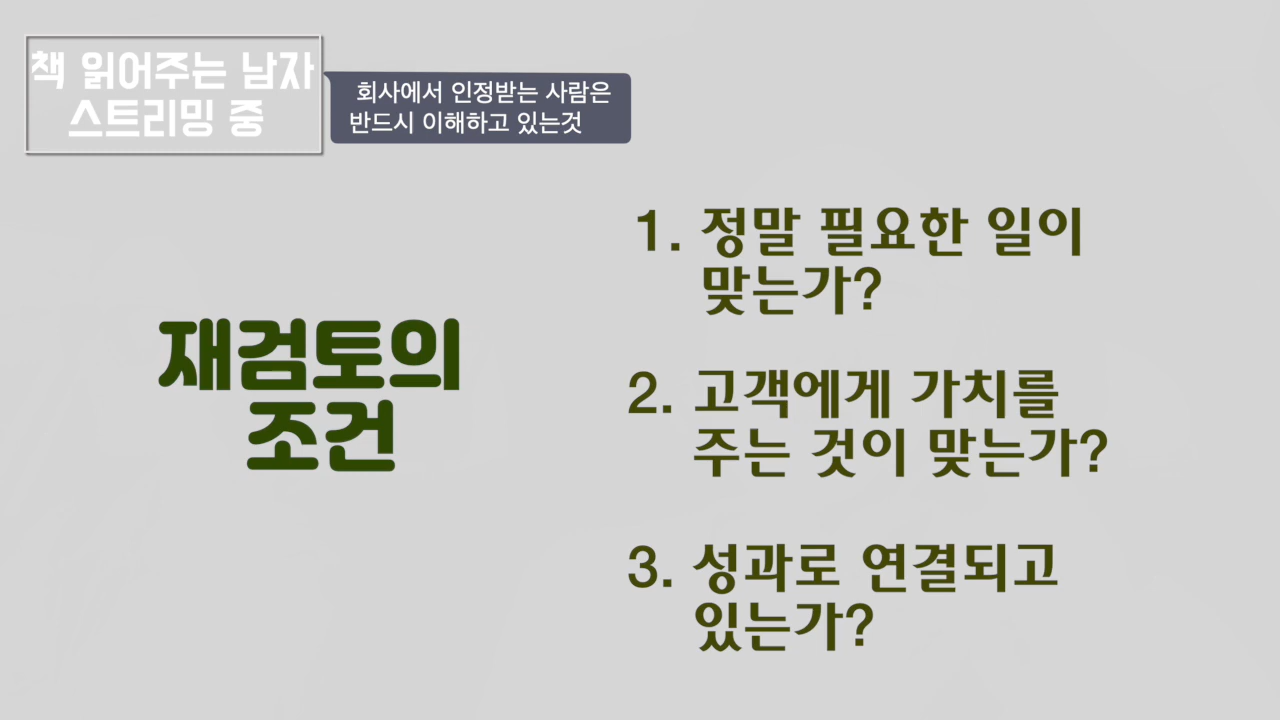 책 읽어주는 남자
스트리밍 중
회사에서 인정받는 사람은
반드시 이해하고 있는것
재검토의
조건
1. 정말 필요한 일이
맞는가?
2. 고객에게 가치를
주는 것이 맞는가?
3. 성과로 연결되고
있는가?